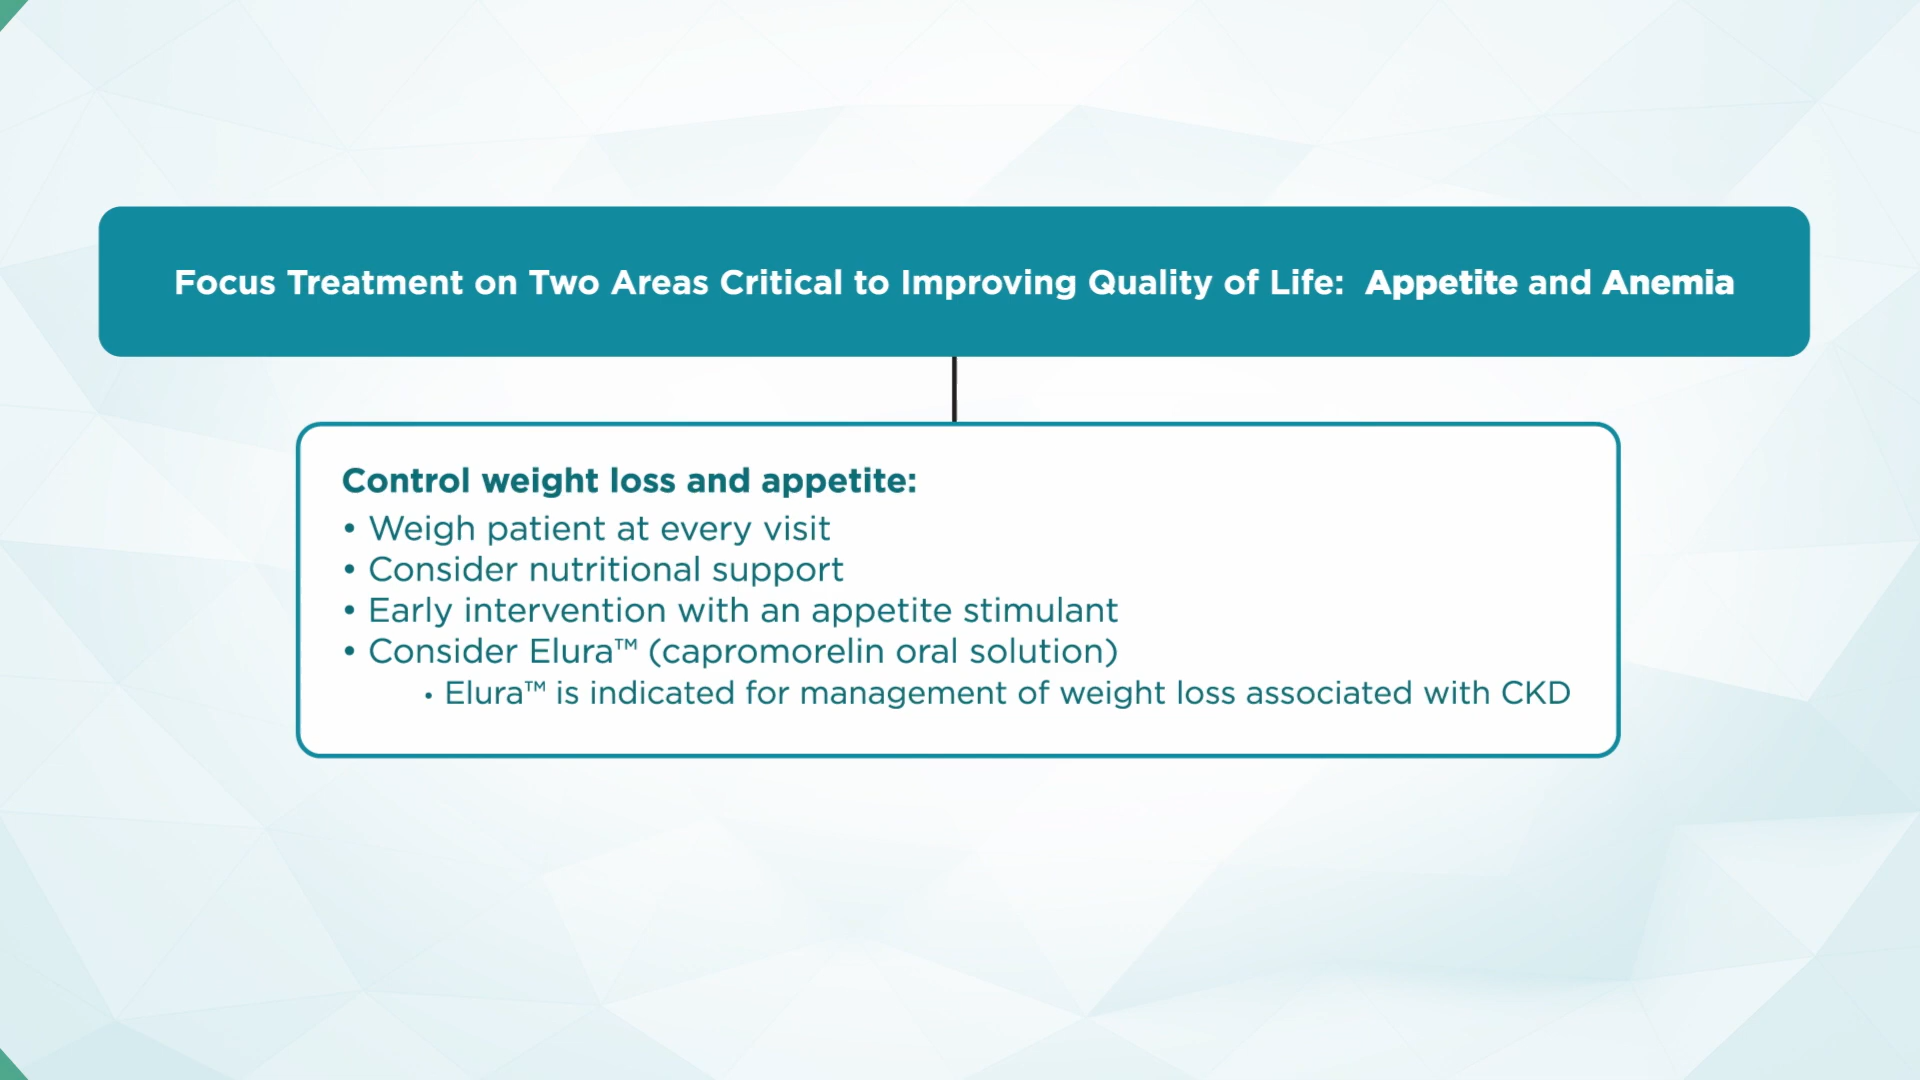 Focus Treatment on Two Areas Critical to Improving Quality of Life: Appetite and Anemia
Control weight loss and appetite:
• Weigh patient at every visit
• Consider nutritional support
• Early intervention with an appetite stimulant
• Consider Elura™ (capromorelin oral solution)
• Elura™ is indicated for management of weight loss associated with CKD